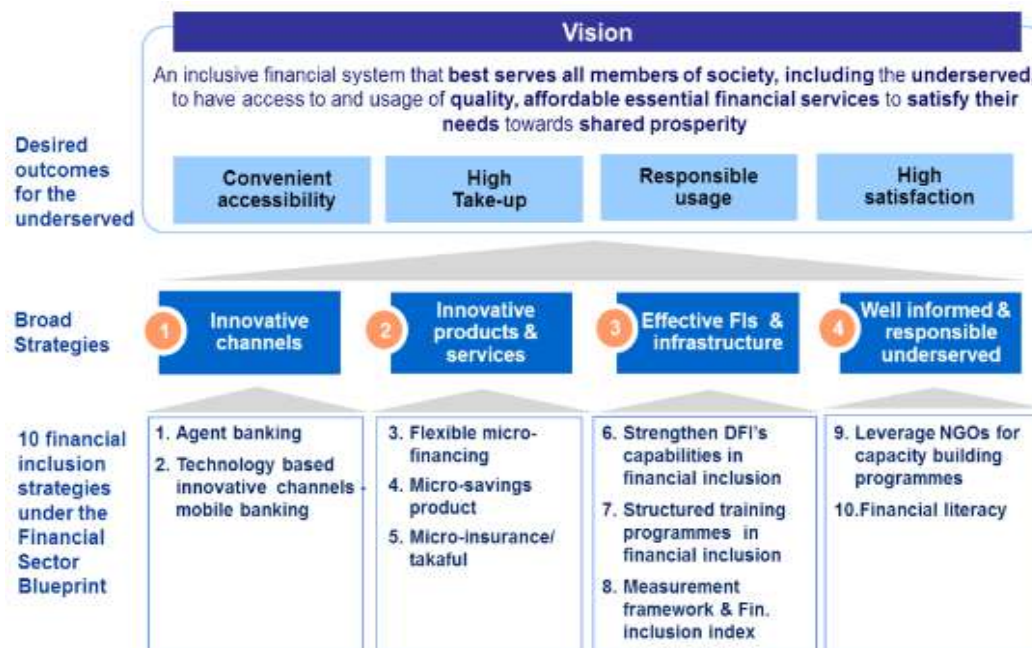 Vision
An inclusive financial system that best serves all members of society, including the underserved
to have access to and usage of quality, affordable essential financial services to satisfy their
needs towards shared prosperity
Desired
outcomes
for the
underserved
Convenient
accessibility
High
Take-up
Responsible
usage
High
satisfaction
Broad
Strategies
1
Innovative
channels
2
Innovative
products &
services
3
Effective FIs &
infrastructure
4
Well informed &
responsible
underserved
10 financial
inclusion
strategies
under the
Financial
Sector
Blueprint
1. Agent banking
2. Technology based
innovative channels -
mobile banking
3. Flexible micro-
financing
4. Micro-savings
product
5. Micro-insurance/
takaful
6. Strengthen DFI's
capabilities in
financial inclusion
7. Structured training
programmes in
financial inclusion
8. Measurement
framework & Fin.
inclusion index
9. Leverage NGOs for
capacity building
programmes
10.Financial literacy